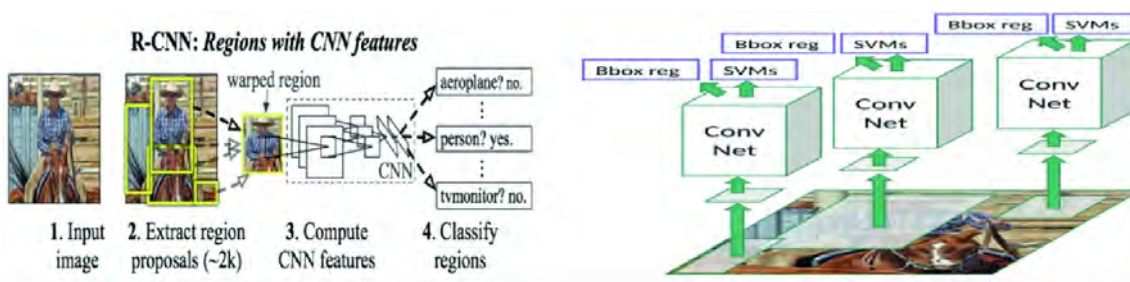 R-CNN: Regions with CNN features
warped region
aeroplane? no.
person? yes.
tvmonitor? no.
CNN
1. Input
image
2. Extract region
proposals (~2k)
3. Compute
CNN features
4. Classify
regions
Bbox reg
SVMs
Bbox reg
SVMs
Bbox reg
SVMs
Conv
Net
Conv
Net
Conv
Net